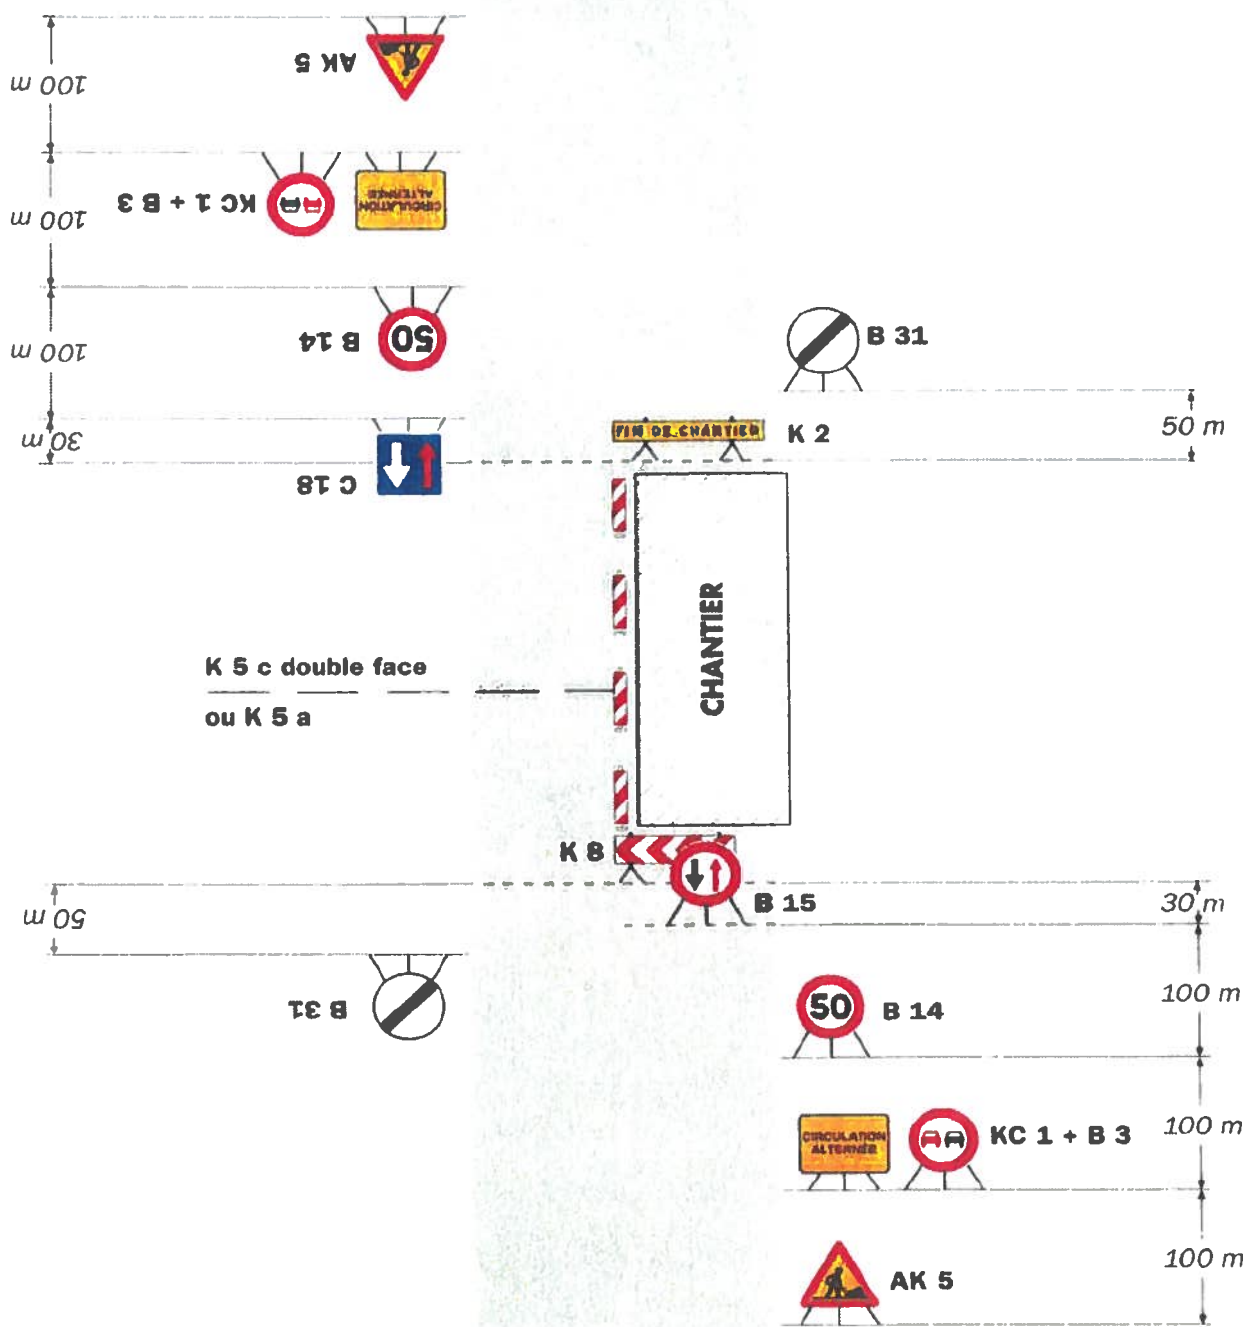 100 m
AK 5
100 m
KC 1 + B 3
CIRCULATION
ALTERNÉE
100 m
B 14
50
B 31
30 m
C 18
FIN DE CHANTIER
K 2
50 m
CHANTIER
K 5 c double face
ou K 5 a
K 8
B 15
30 m
50 m
B 31
50
B 14
100 m
CIRCULATION
ALTERNÉE
KC 1 + B 3
100 m
AK 5
100 m